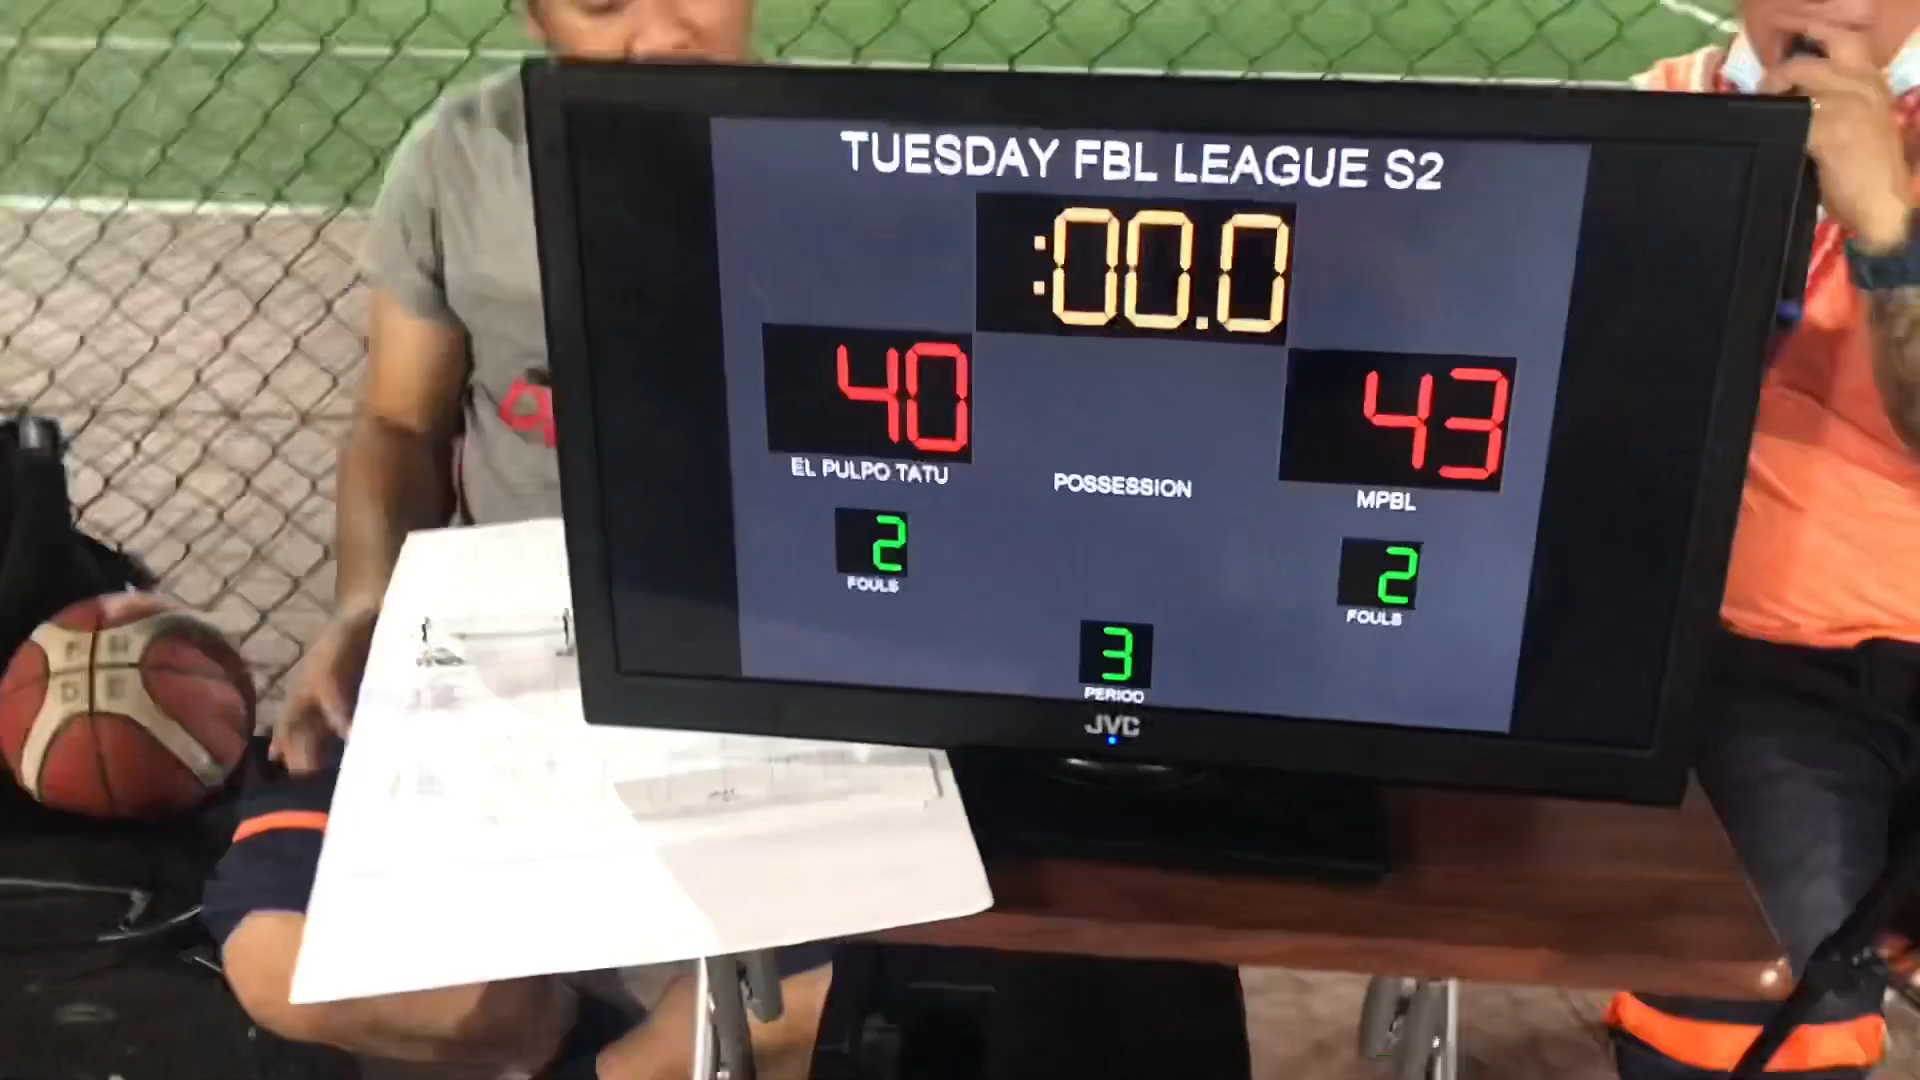 TUESDAY FBL LEAGUE S2
:00.0
40
43
EL PULPO TATU
POSSESSION
MPBL
2
2
FOULS
FOULS
3
PERIOD
JVC